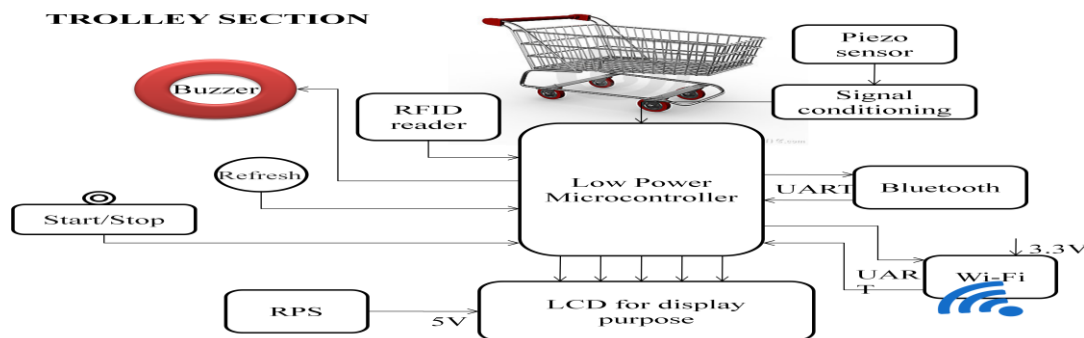 TROLLEY SECTION
Piezo
sensor
Buzzer
Signal
conditioning
RFID
reader
Refresh
Low Power
Microcontroller
UART
Bluetooth
Start/Stop
3.3V
UAR
T
Wi-Fi
RPS
5V
LCD for display
purpose